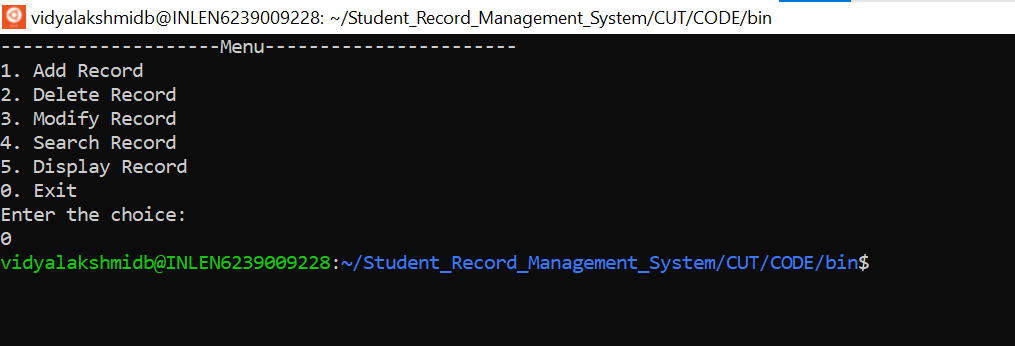 vidyalakshmidb@INLEN6239009228: ~/Student_Record_Management_System/CUT/CODE/bin
--------------------Menu-----------------------
1. Add Record
2. Delete Record
3. Modify Record
4. Search Record
5. Display Record
0. Exit
Enter the choice:
0
vidyalakshmidb@INLEN6239009228:~/Student_Record_Management_System/CUT/CODE/bin$